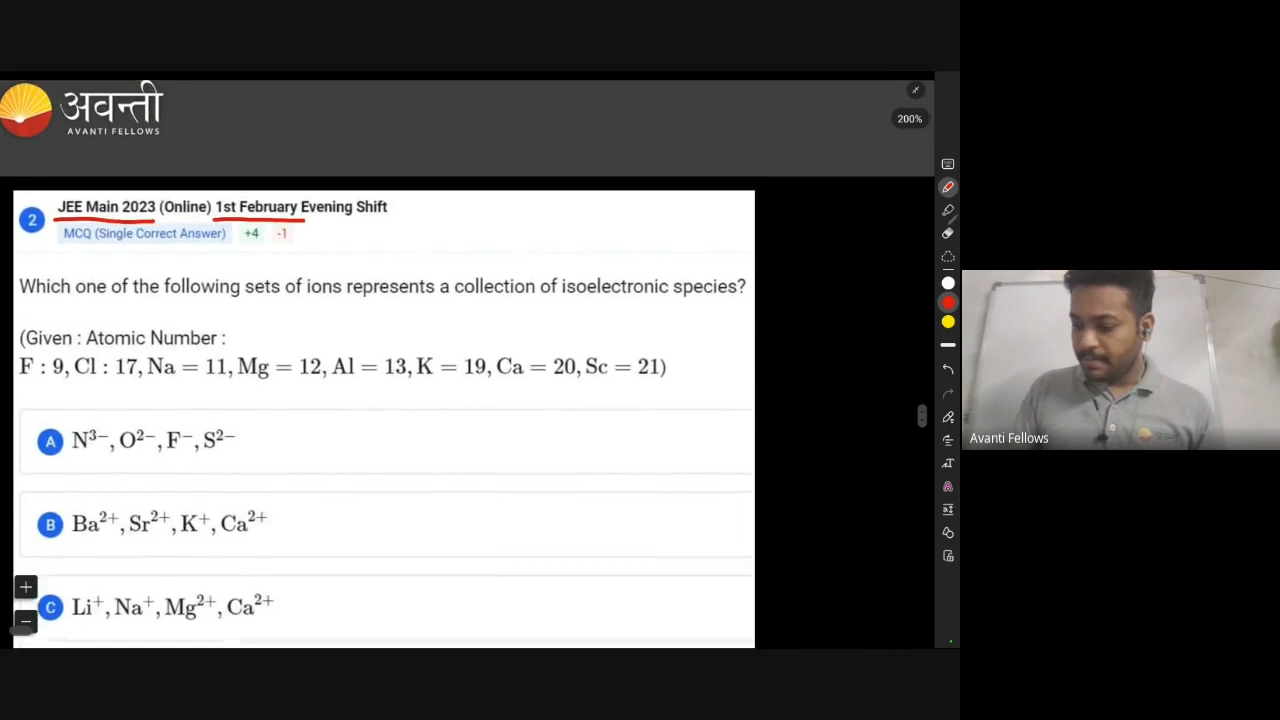 अवन्ती
AVANTI FELLOWS
200%
2
JEE Main 2023 (Online) 1st February Evening Shift
MCQ (Single Correct Answer) +4 -1
Which one of the following sets of ions represents a collection of isoelectronic species?
(Given : Atomic Number :
F : 9, Cl : 17, Na = 11, Mg = 12, Al = 13, K = 19, Ca = 20, Sc = 21)
A N³⁻, O²⁻, F⁻, S²⁻
B Ba²⁺, Sr²⁺, K⁺, Ca²⁺
C Li⁺, Na⁺, Mg²⁺, Ca²⁺
Avanti Fellows